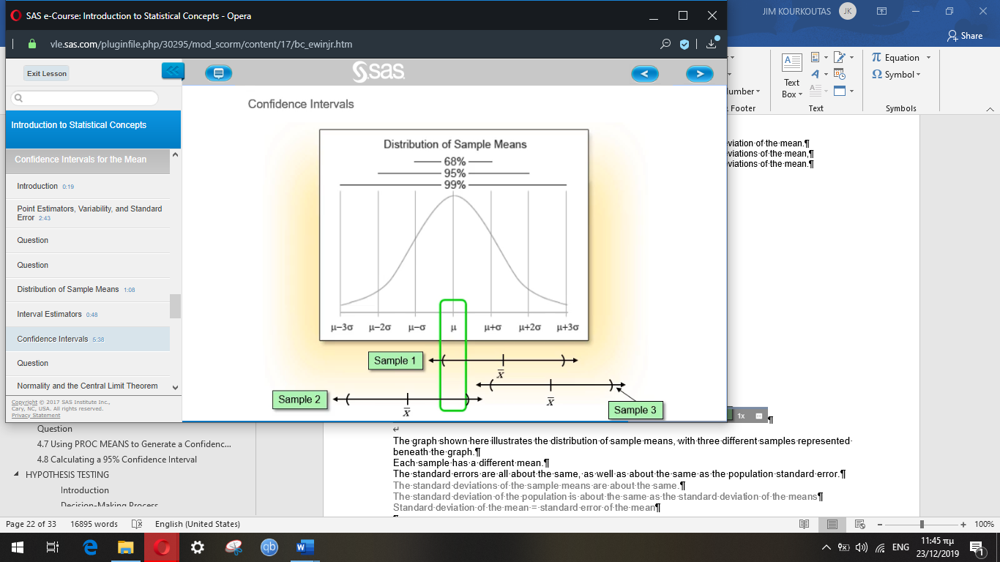 SAS e-Course: Introduction to Statistical Concepts - Opera
JIM KOURKOUTAS
JK
vle.sas.com/pluginfile.php/30295/mod_scorm/content/17/bc_ewinjr.htm
Share
Exit Lesson
sas
Equation
Symbol
Text
Box
umber
Footer
Text
Symbols
Introduction to Statistical Concepts
Confidence Intervals for the Mean
Introduction 0:19
Point Estimators, Variability, and Standard
Error 2:43
Question
Question
Distribution of Sample Means 1:08
Interval Estimators 0:48
Confidence Intervals 5:38
Question
Normality and the Central Limit Theorem
Copyright © 2017 SAS Institute Inc.,
Cary, NC, USA. All rights reserved.
Privacy Statement
Confidence Intervals
Distribution of Sample Means
68%
95%
99%
μ−3σ μ−2σ μ−σ μ μ+σ μ+2σ μ+3σ
Sample 1
x̅
Sample 2
x̅
x̅
Sample 3
eviation·of·the·mean.¶
eviations·of·the·mean,¶
eviations·of·the·mean.¶
1x
¶
↵
The·graph·shown·here·illustrates·the·distribution·of·sample·means,·with·three·different·samples·represented·
beneath·the·graph.¶
Each·sample·has·a·different·mean.¶
The·standard·errors·are·all·about·the·same,·as·well·as·about·the·same·as·the·population·standard·error.¶
The·standard·deviations·of·the·sample·means·are·about·the·same.¶
The·standard·deviation·of·the·population·is·about·the·same·as·the·standard·deviation·of·the·means¶
Standard·deviation·of·the·mean·=·standard·error·of·the·mean¶
Question
4.7 Using PROC MEANS to Generate a Confidenc...
4.8 Calculating a 95% Confidence Interval
HYPOTHESIS TESTING
Introduction
Decision-Making Process
Page 22 of 33 16895 words English (United States)
100%
qb
ENG
11:45 πμ
23/12/2019
1